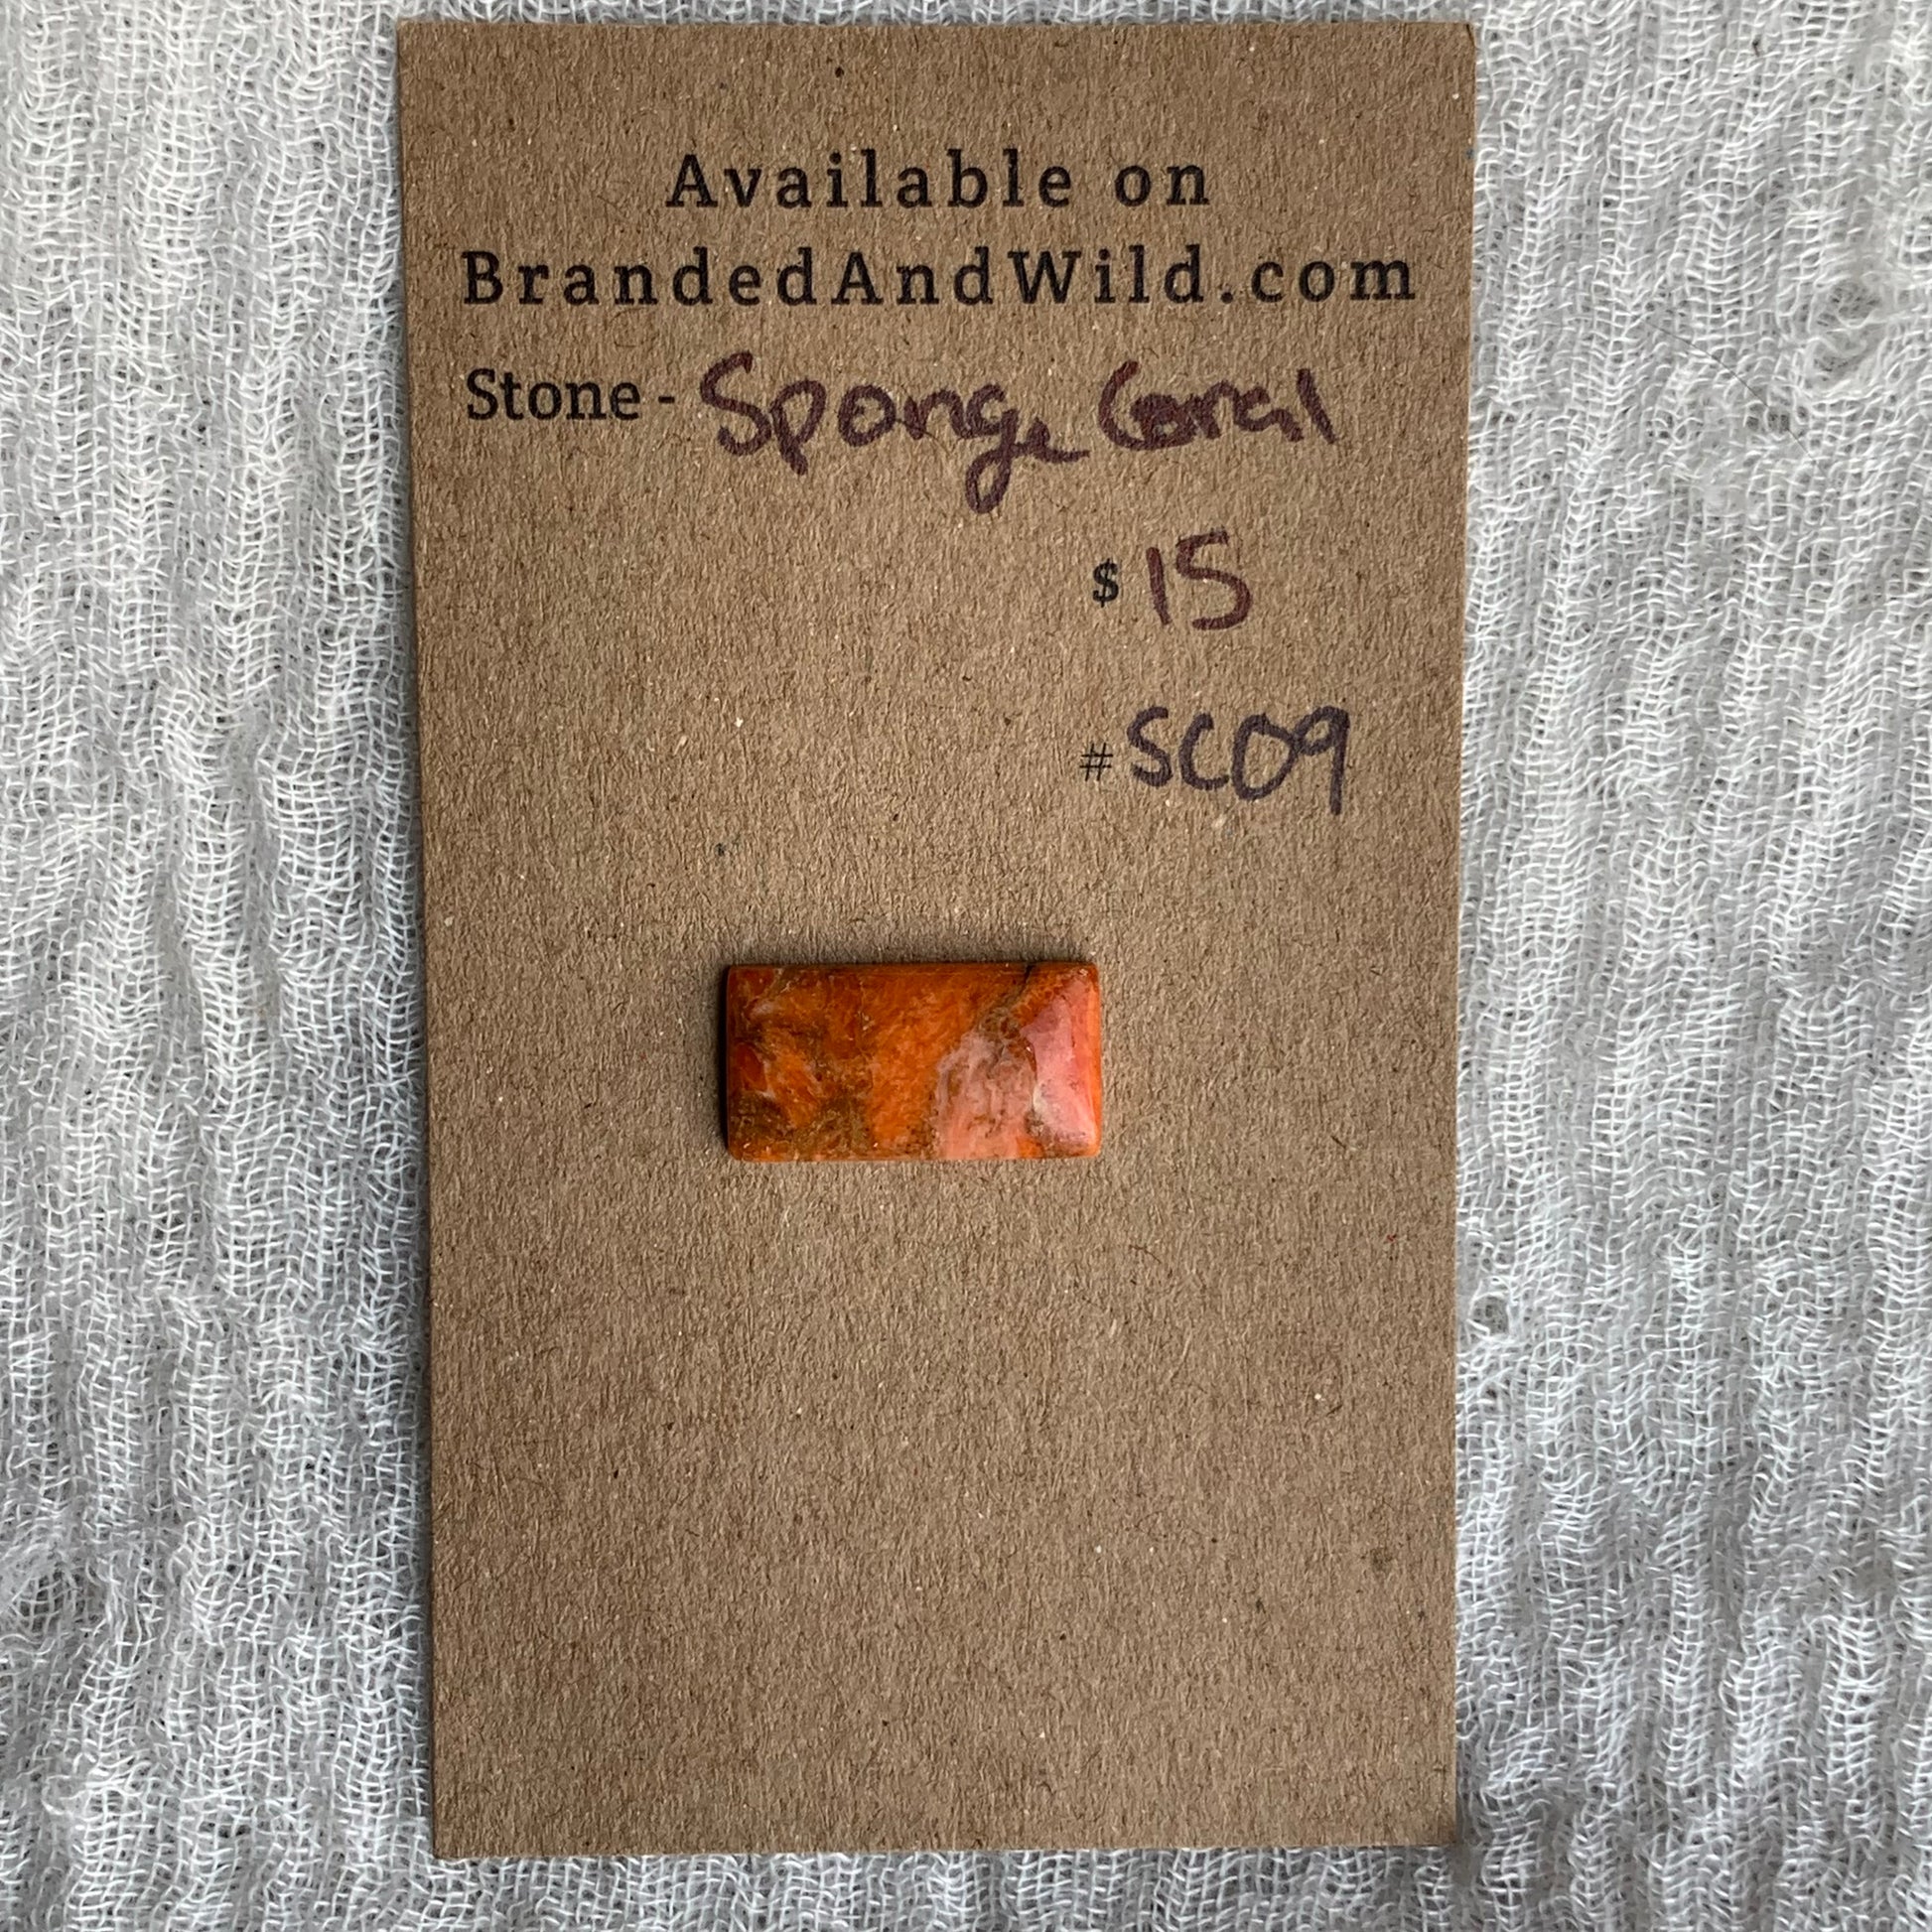 Available on
BrandedAndWild.com
Stone - Sponge Coral
$ 15
# SC09